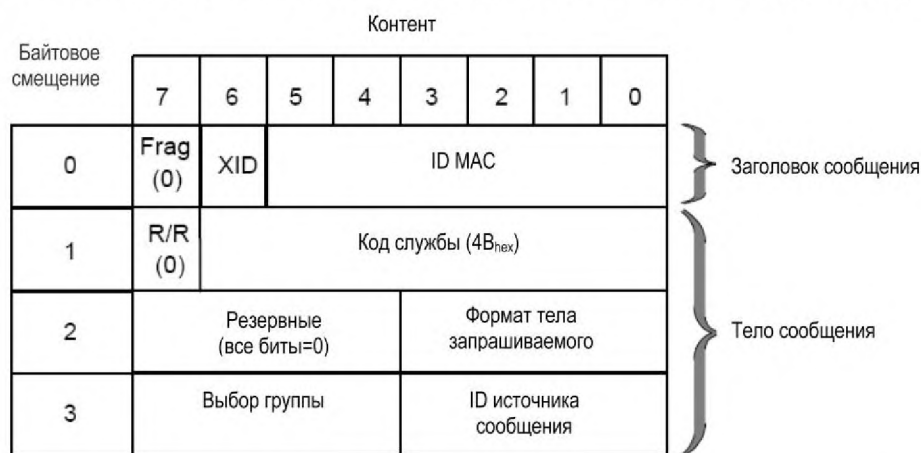 Контент
Байтовое
смещение
7 6 5 4 3 2 1 0
0 Frag
(0) XID ID MAC Заголовок сообщения
1 R/R
(0) Код службы (4Bhex)
2 Резервные
(все биты=0) Формат тела
запрашиваемого Тело сообщения
3 Выбор группы ID источника
сообщения